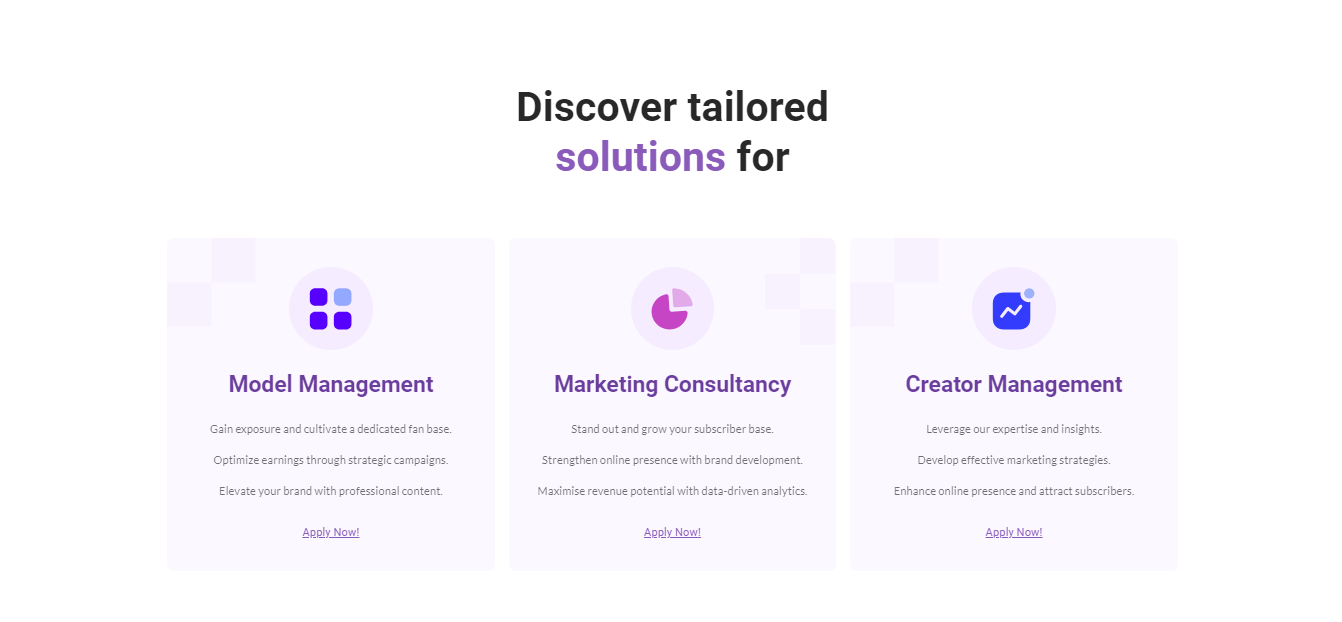 Discover tailored
solutions for
Model Management
Gain exposure and cultivate a dedicated fan base.
Optimize earnings through strategic campaigns.
Elevate your brand with professional content.
Apply Now!
Marketing Consultancy
Stand out and grow your subscriber base.
Strengthen online presence with brand development.
Maximise revenue potential with data-driven analytics.
Apply Now!
Creator Management
Leverage our expertise and insights.
Develop effective marketing strategies.
Enhance online presence and attract subscribers.
Apply Now!